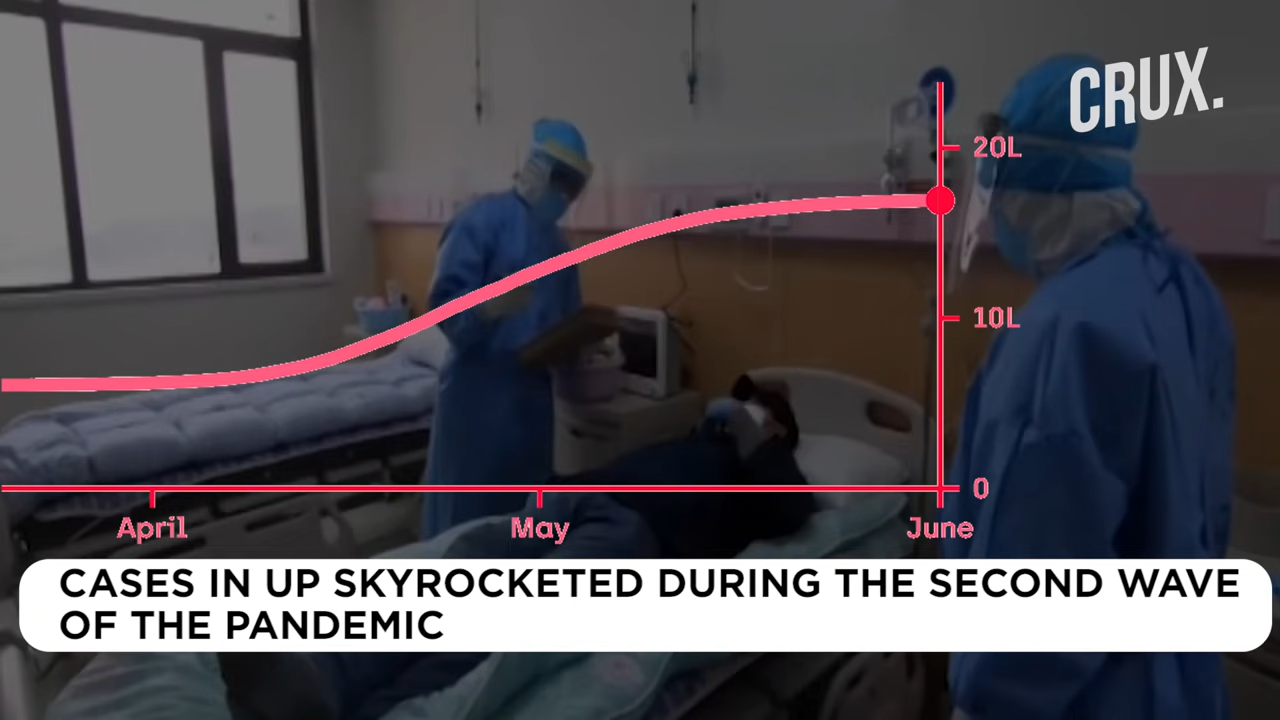 CRUX.
20L
10L
0
April
May
June
CASES IN UP SKYROCKETED DURING THE SECOND WAVE
OF THE PANDEMIC